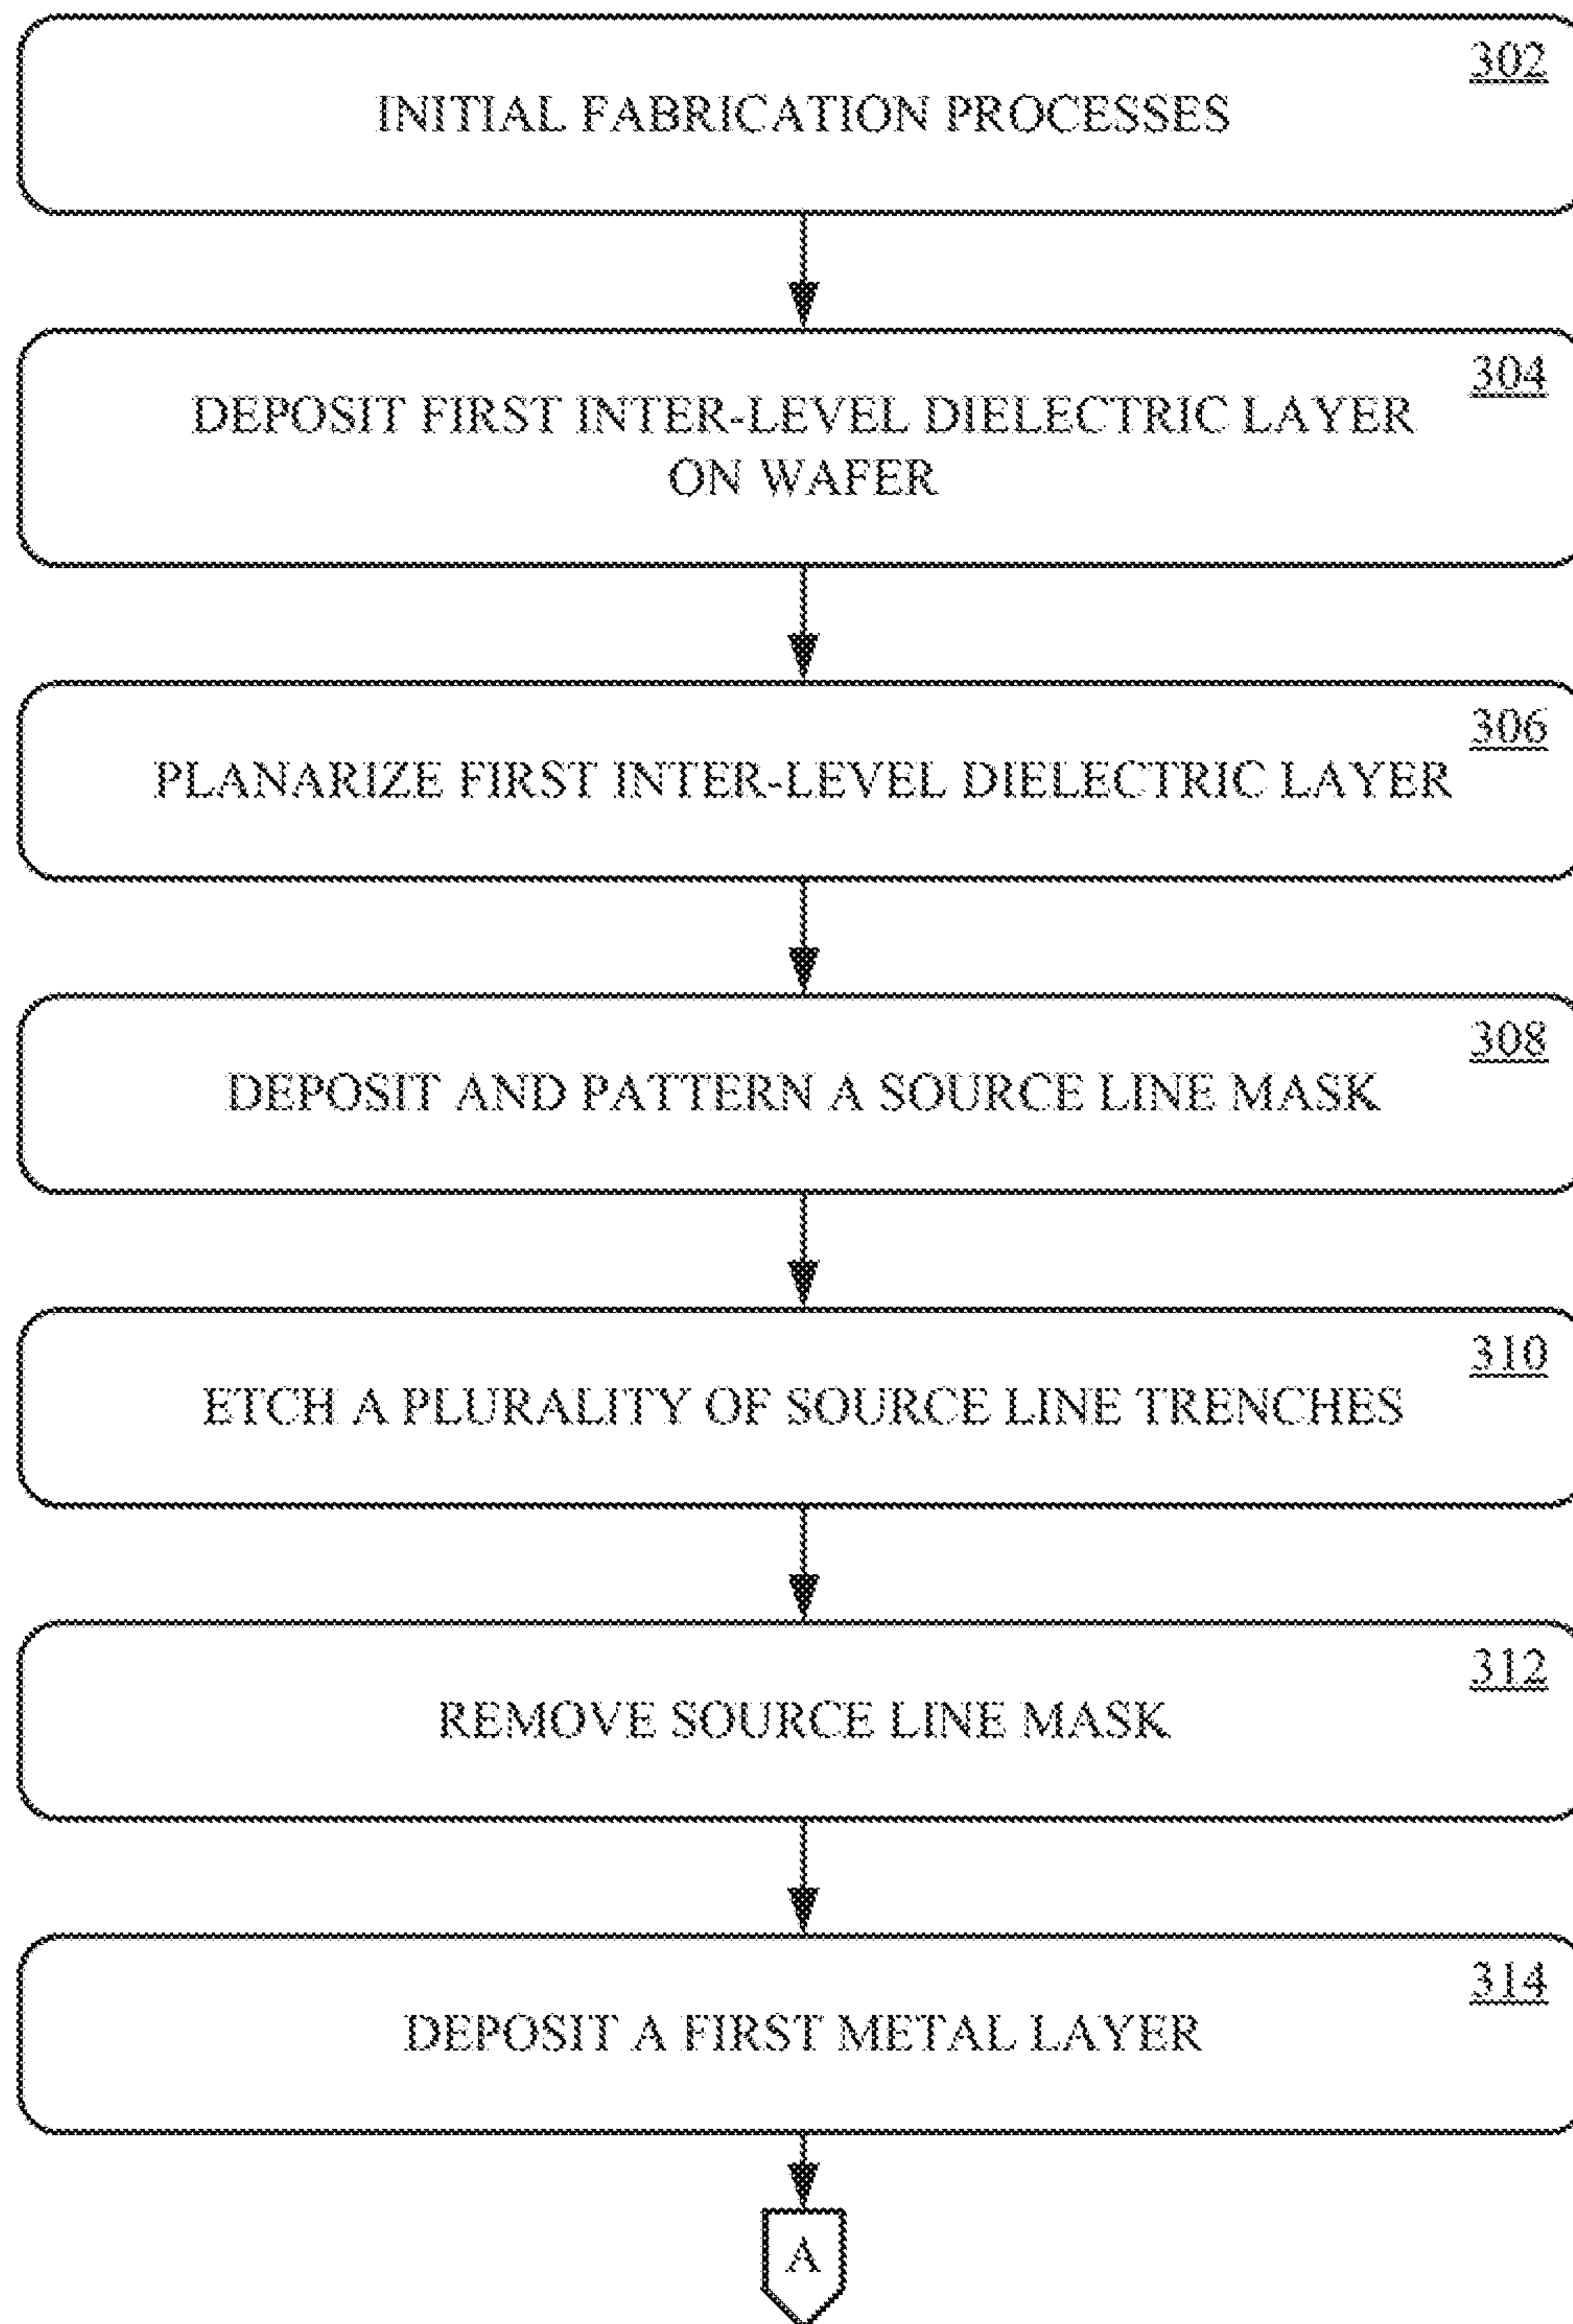 302
INITIAL FABRICATION PROCESSES
304
DEPOSIT FIRST INTER-LEVEL DIELECTRIC LAYER
ON WAFER
306
PLANARIZE FIRST INTER-LEVEL DIELECTRIC LAYER
308
DEPOSIT AND PATTERN A SOURCE LINE MASK
310
ETCH A PLURALITY OF SOURCE LINE TRENCHES
312
REMOVE SOURCE LINE MASK
314
DEPOSIT A FIRST METAL LAYER
A